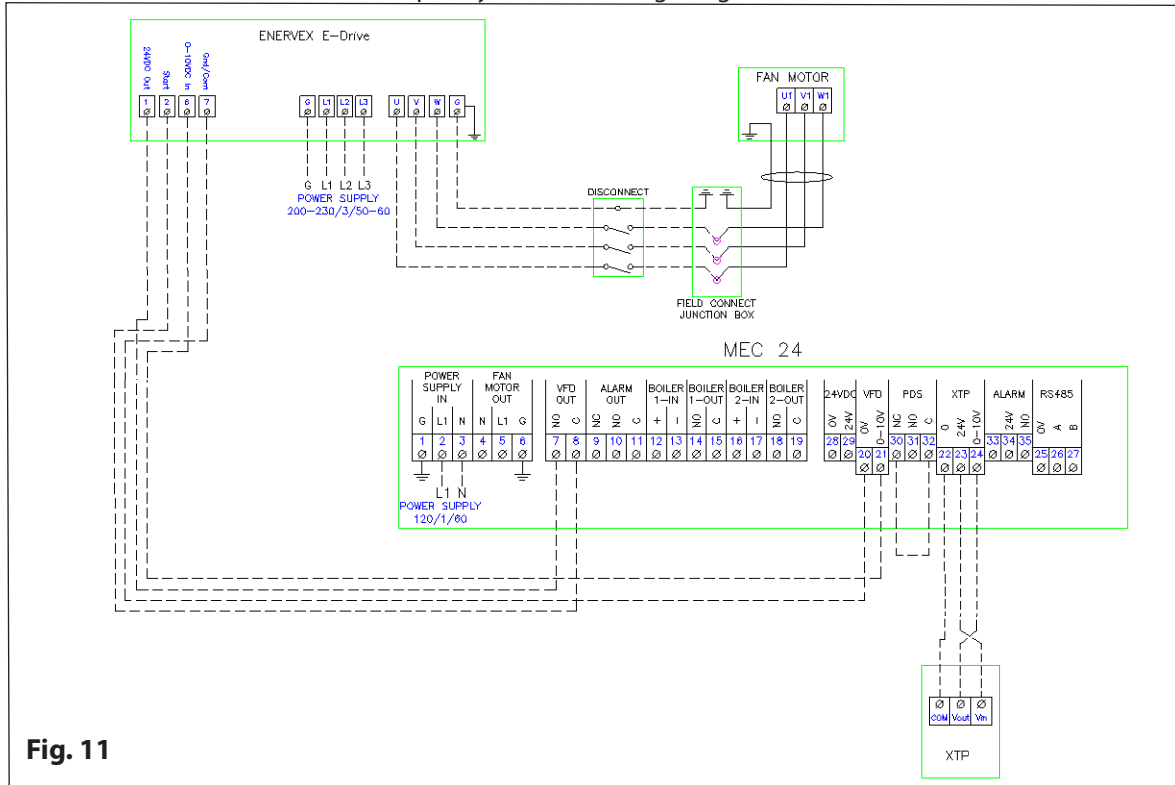 ENERVEX E-Drive
24VDC Out
Start
0-10VDC In
Gnd/Com
1 2 6 7
G L1 L2 L3
U V W G
G L1 L2 L3
POWER SUPPLY
200-230/3/50-60
FAN MOTOR
U1 V1 W1
DISCONNECT
FIELD CONNECT
JUNCTION BOX
MEC 24
POWER SUPPLY IN
G L1 N
1 2 3
FAN MOTOR OUT
N L1 G
4 5 6
VFD OUT
NO C
7 8
ALARM OUT
NC NO C
9 10 11
BOILER 1-IN
+ -
12 13
BOILER 1-OUT
NO C
14 15
BOILER 2-IN
+ -
16 17
BOILER 2-OUT
NO C
18 19
24VDC
0V 24V
28 29
VFD
0V 0-10V
20 21
PDS
NC NO C
30 31 32
XTP
0 24V 0-10V
22 23 24
ALARM
24V NO
33 34 35
RS485
0V A B
25 26 27
L1 N
POWER SUPPLY
120/1/60
COM Vout Vin
XTP
Fig. 11